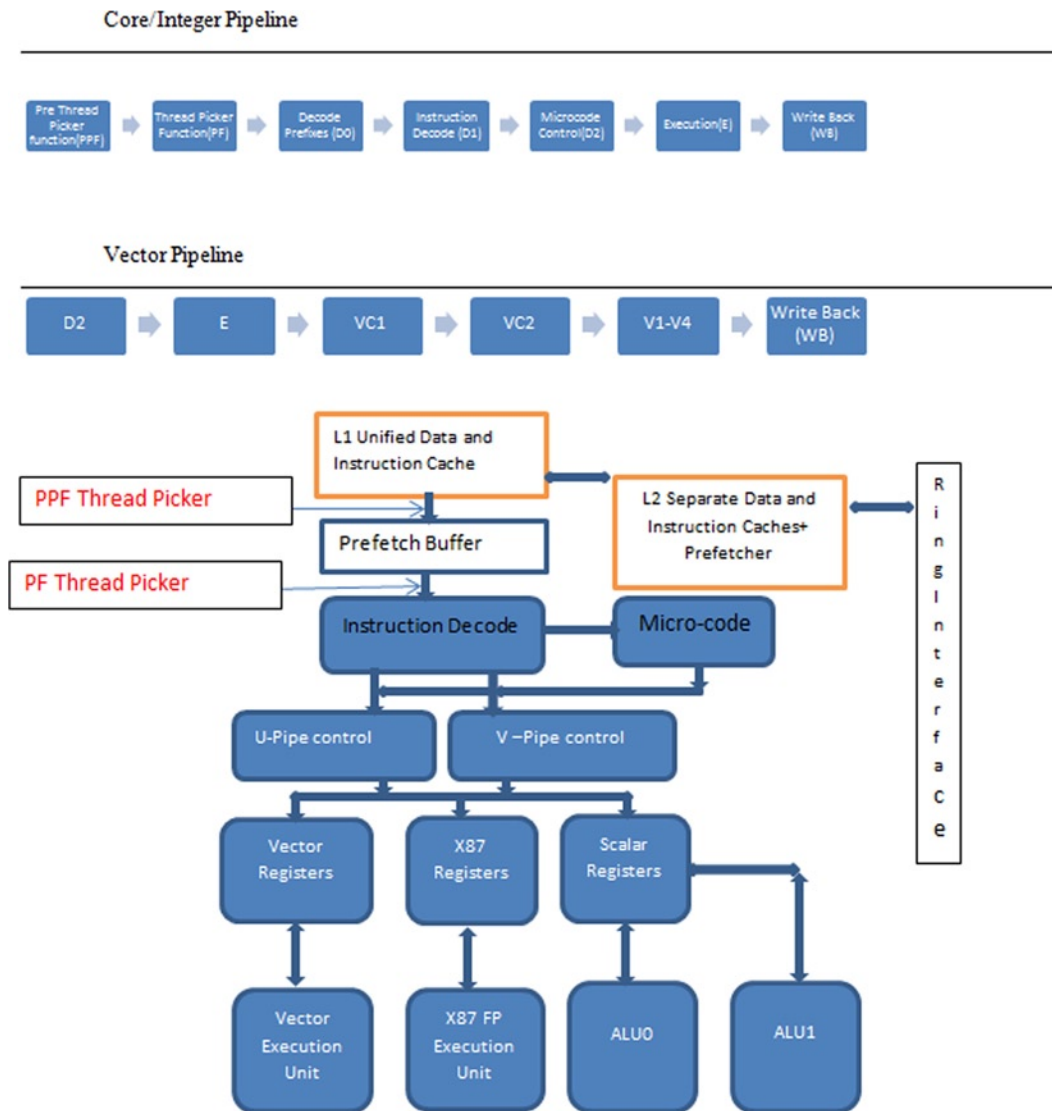 Core/Integer Pipeline
Pre Thread
Picker
function(PPF)
Thread Picker
Function(PF)
Decode
Prefixes (D0)
Instruction
Decode (D1)
Microcode
Control(D2)
Execution(E)
Write Back
(WB)
Vector Pipeline
D2
E
VC1
VC2
V1-V4
Write Back
(WB)
L1 Unified Data and
Instruction Cache
PPF Thread Picker
L2 Separate Data and
Instruction Caches+
Prefetcher
Prefetch Buffer
PF Thread Picker
Instruction Decode
Micro-code
U-Pipe control
V –Pipe control
Vector
Registers
X87
Registers
Scalar
Registers
Vector
Execution
Unit
X87 FP
Execution
Unit
ALU0
ALU1
R
i
n
g
I
n
t
e
r
f
a
c
e